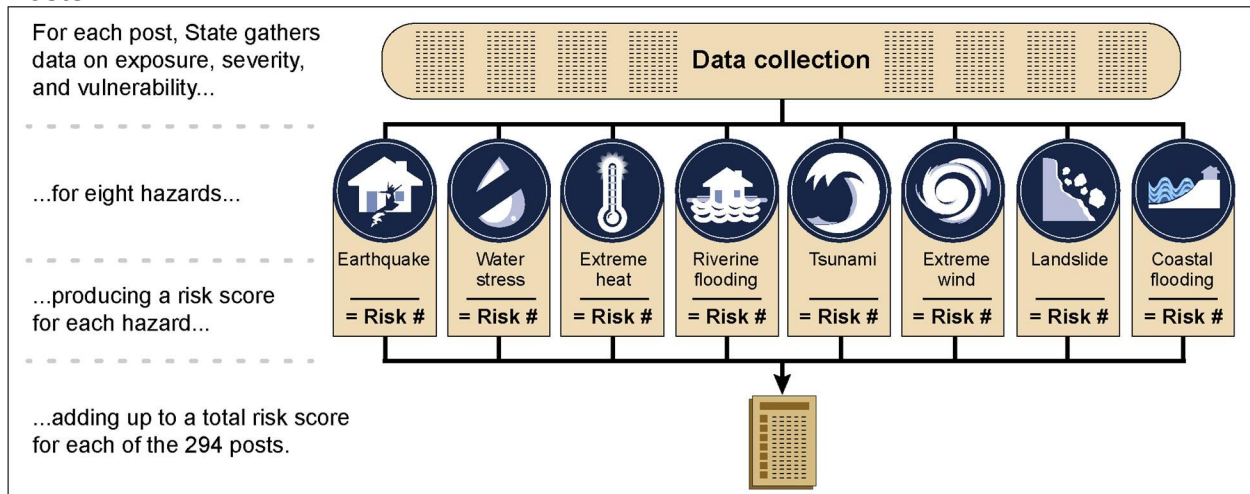 For each post, State gathers
data on exposure, severity,
and vulnerability...
Data collection
...for eight hazards...
Earthquake
Water
stress
Extreme
heat
Riverine
flooding
Tsunami
Extreme
wind
Landslide
Coastal
flooding
...producing a risk score
for each hazard...
= Risk #
= Risk #
= Risk #
= Risk #
= Risk #
= Risk #
= Risk #
= Risk #
...adding up to a total risk score
for each of the 294 posts.